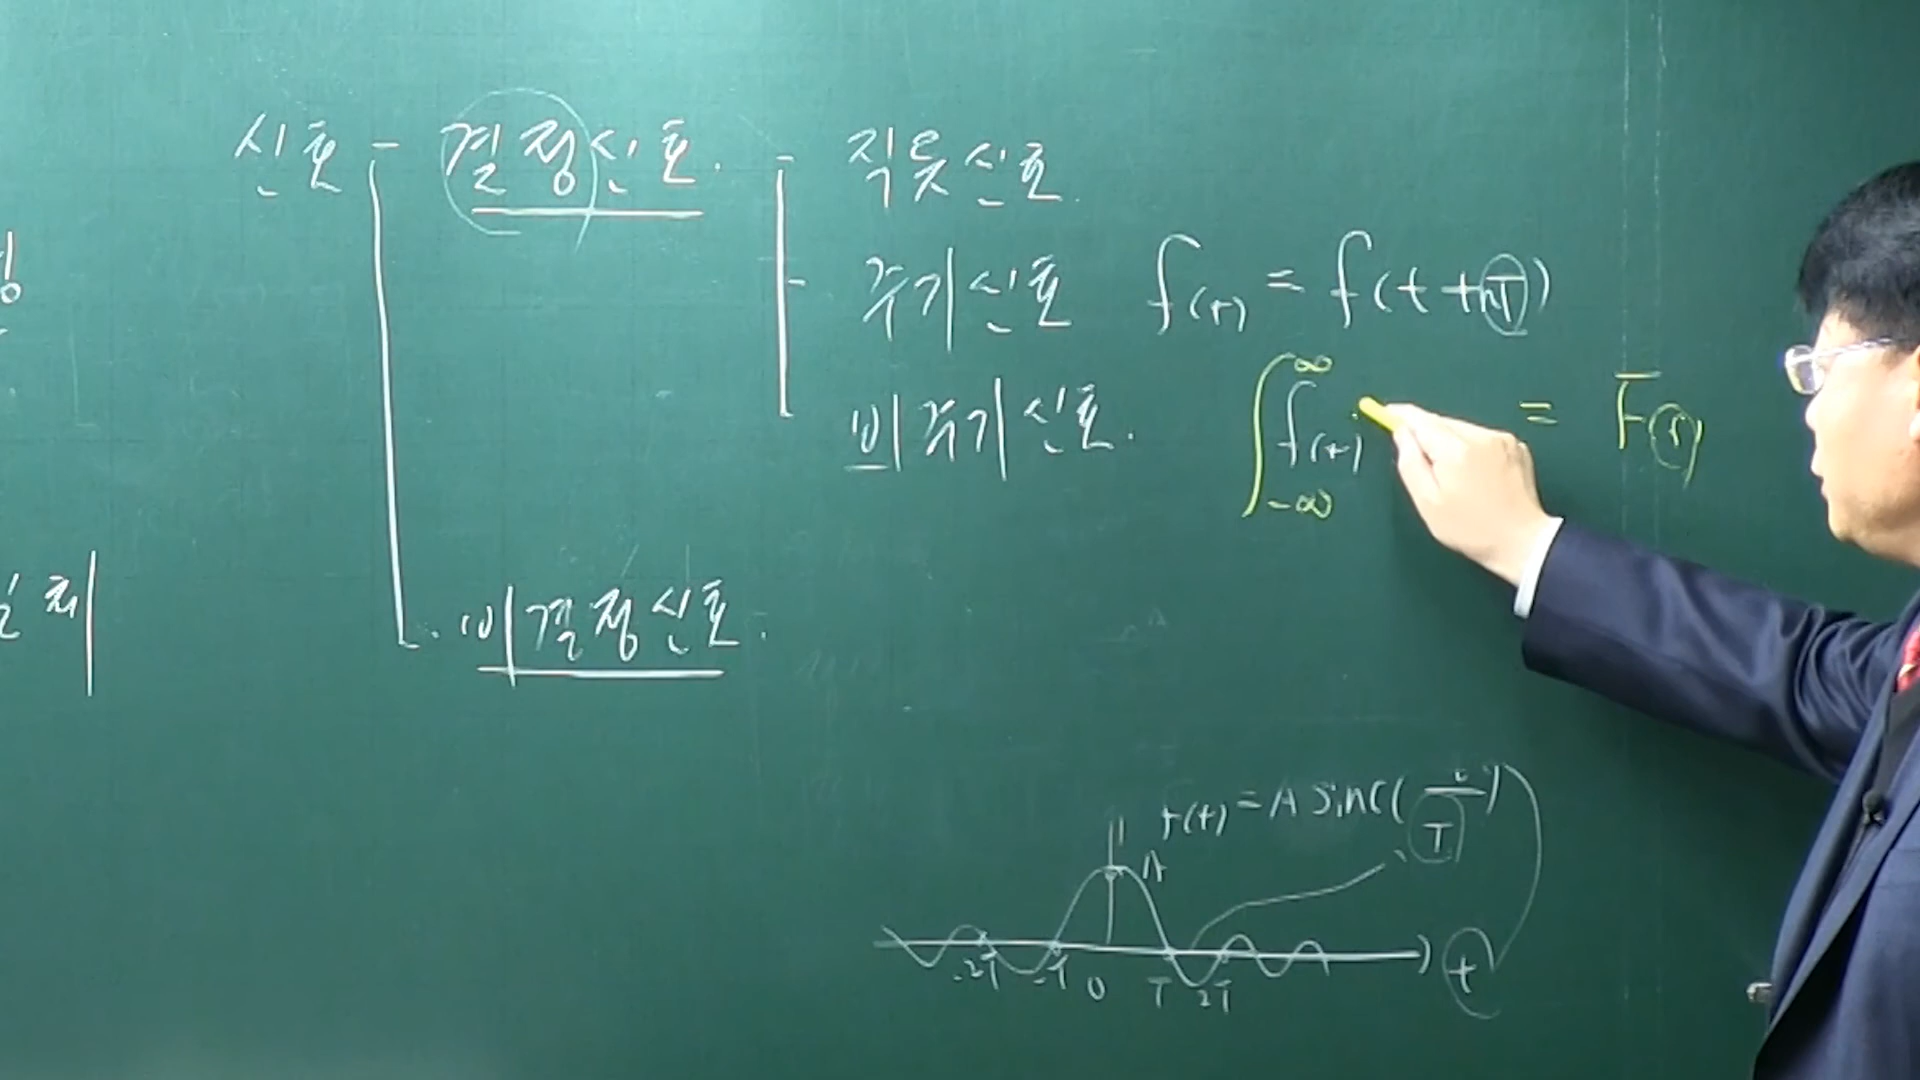 신호 - 결정신호. - 직류신호.
주기신호 f(t) = f(t+nT)
비주기신호. ∫ ∞ -∞ f(t) = F(
비결정신호.
f(t) = A sinc(t/T)
A
-2T -T 0 T 2T t